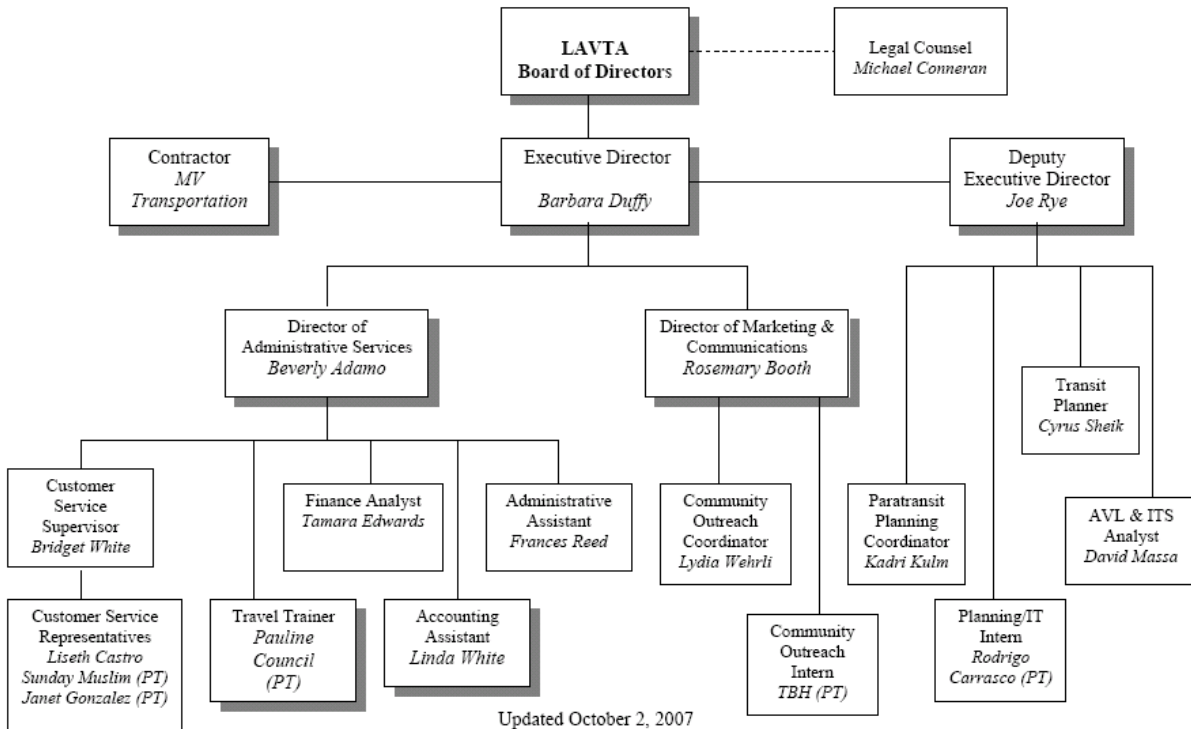 LAVTA
Board of Directors
Legal Counsel
Michael Conneran
Contractor
MV
Transportation
Executive Director
Barbara Duffy
Deputy
Executive Director
Joe Rye
Director of
Administrative Services
Beverly Adamo
Director of Marketing &
Communications
Rosemary Booth
Transit
Planner
Cyrus Sheik
Customer
Service
Supervisor
Bridget White
Finance Analyst
Tamara Edwards
Administrative
Assistant
Frances Reed
Community
Outreach
Coordinator
Lydia Wehrli
Paratransit
Planning
Coordinator
Kadri Kulm
AVL & ITS
Analyst
David Massa
Customer Service
Representatives
Liseth Castro
Sunday Muslim (PT)
Janet Gonzalez (PT)
Travel Trainer
Pauline
Council
(PT)
Accounting
Assistant
Linda White
Community
Outreach
Intern
TBH (PT)
Planning/IT
Intern
Rodrigo
Carrasco (PT)
Updated October 2, 2007